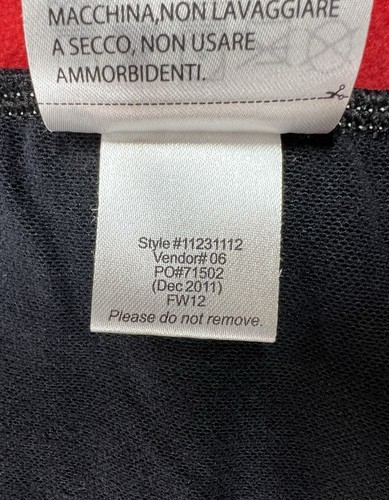 MACCHINA,NON LAVAGGIARE
A SECCO, NON USARE
AMMORBIDENTI.
Style #11231112
Vendor# 06
PO#71502
(Dec 2011)
FW12
Please do not remove.